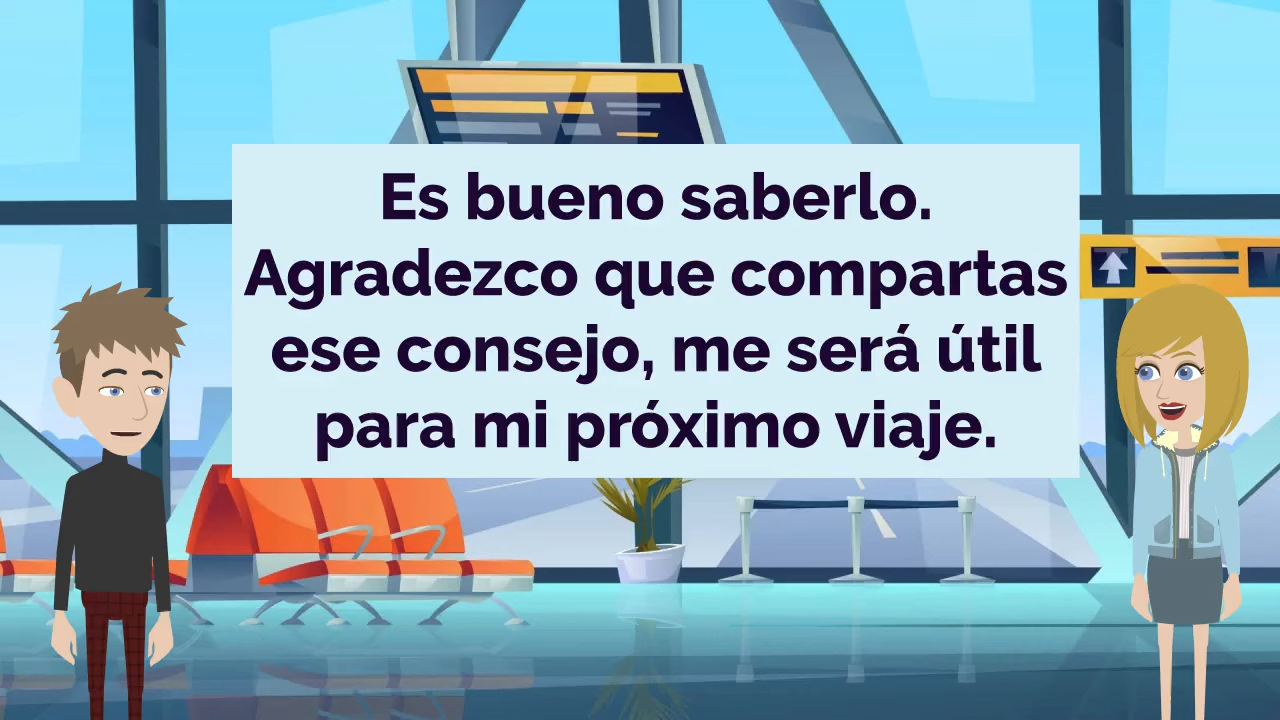 Es bueno saberlo.
Agradezco que compartas
ese consejo, me será útil
para mi próximo viaje.